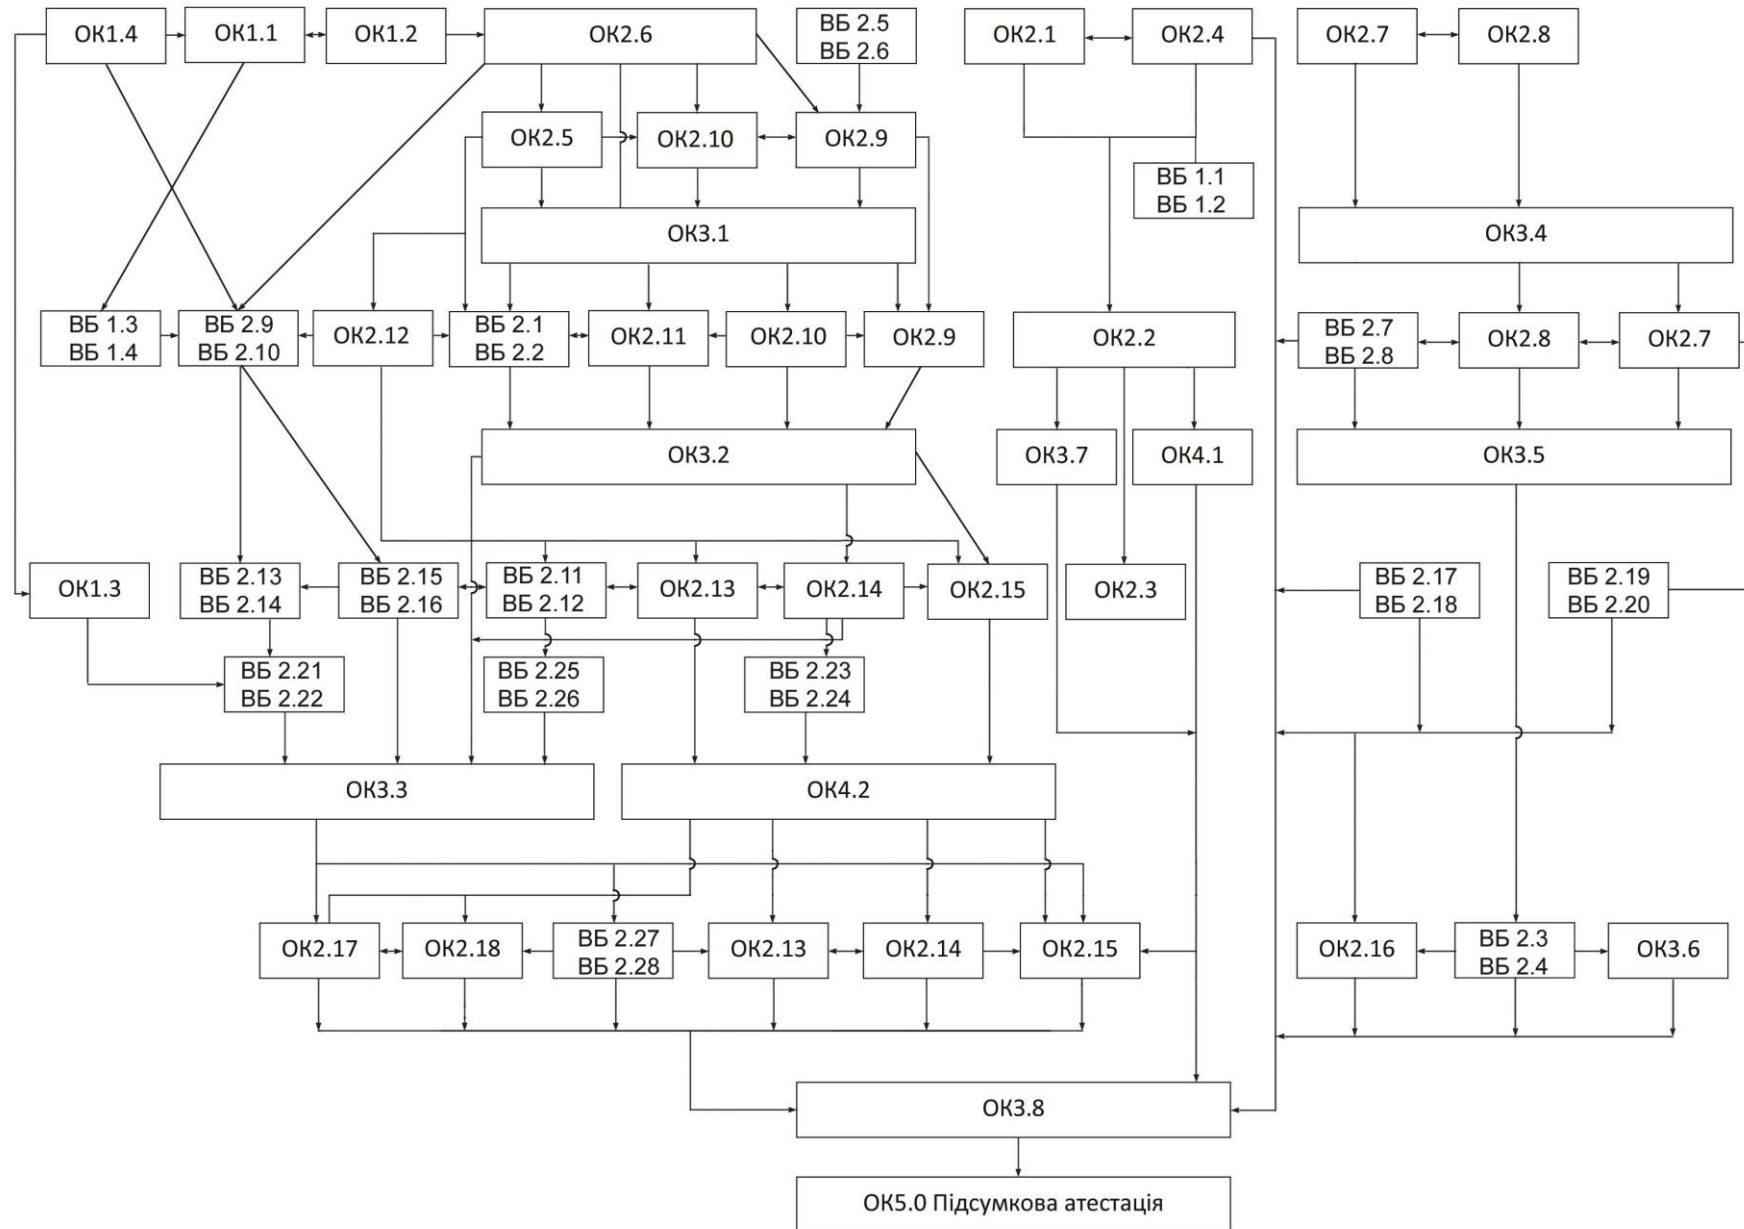 ОК1.4
ОК1.1
ОК1.2
ОК2.6
ВБ 2.5
ВБ 2.6
ОК2.1
ОК2.4
ОК2.7
ОК2.8
ОК2.5
ОК2.10
ОК2.9
ВБ 1.1
ВБ 1.2
ОК3.1
ОК3.4
ВБ 1.3
ВБ 1.4
ВБ 2.9
ВБ 2.10
ОК2.12
ВБ 2.1
ВБ 2.2
ОК2.11
ОК2.10
ОК2.9
ОК2.2
ВБ 2.7
ВБ 2.8
ОК2.8
ОК2.7
ОК3.2
ОК3.7
ОК4.1
ОК3.5
ОК1.3
ВБ 2.13
ВБ 2.14
ВБ 2.15
ВБ 2.16
ВБ 2.11
ВБ 2.12
ОК2.13
ОК2.14
ОК2.15
ОК2.3
ВБ 2.17
ВБ 2.18
ВБ 2.19
ВБ 2.20
ВБ 2.21
ВБ 2.22
ВБ 2.25
ВБ 2.26
ВБ 2.23
ВБ 2.24
ОК3.3
ОК4.2
ОК2.17
ОК2.18
ВБ 2.27
ВБ 2.28
ОК2.13
ОК2.14
ОК2.15
ОК2.16
ВБ 2.3
ВБ 2.4
ОК3.6
ОК3.8
ОК5.0 Підсумкова атестація